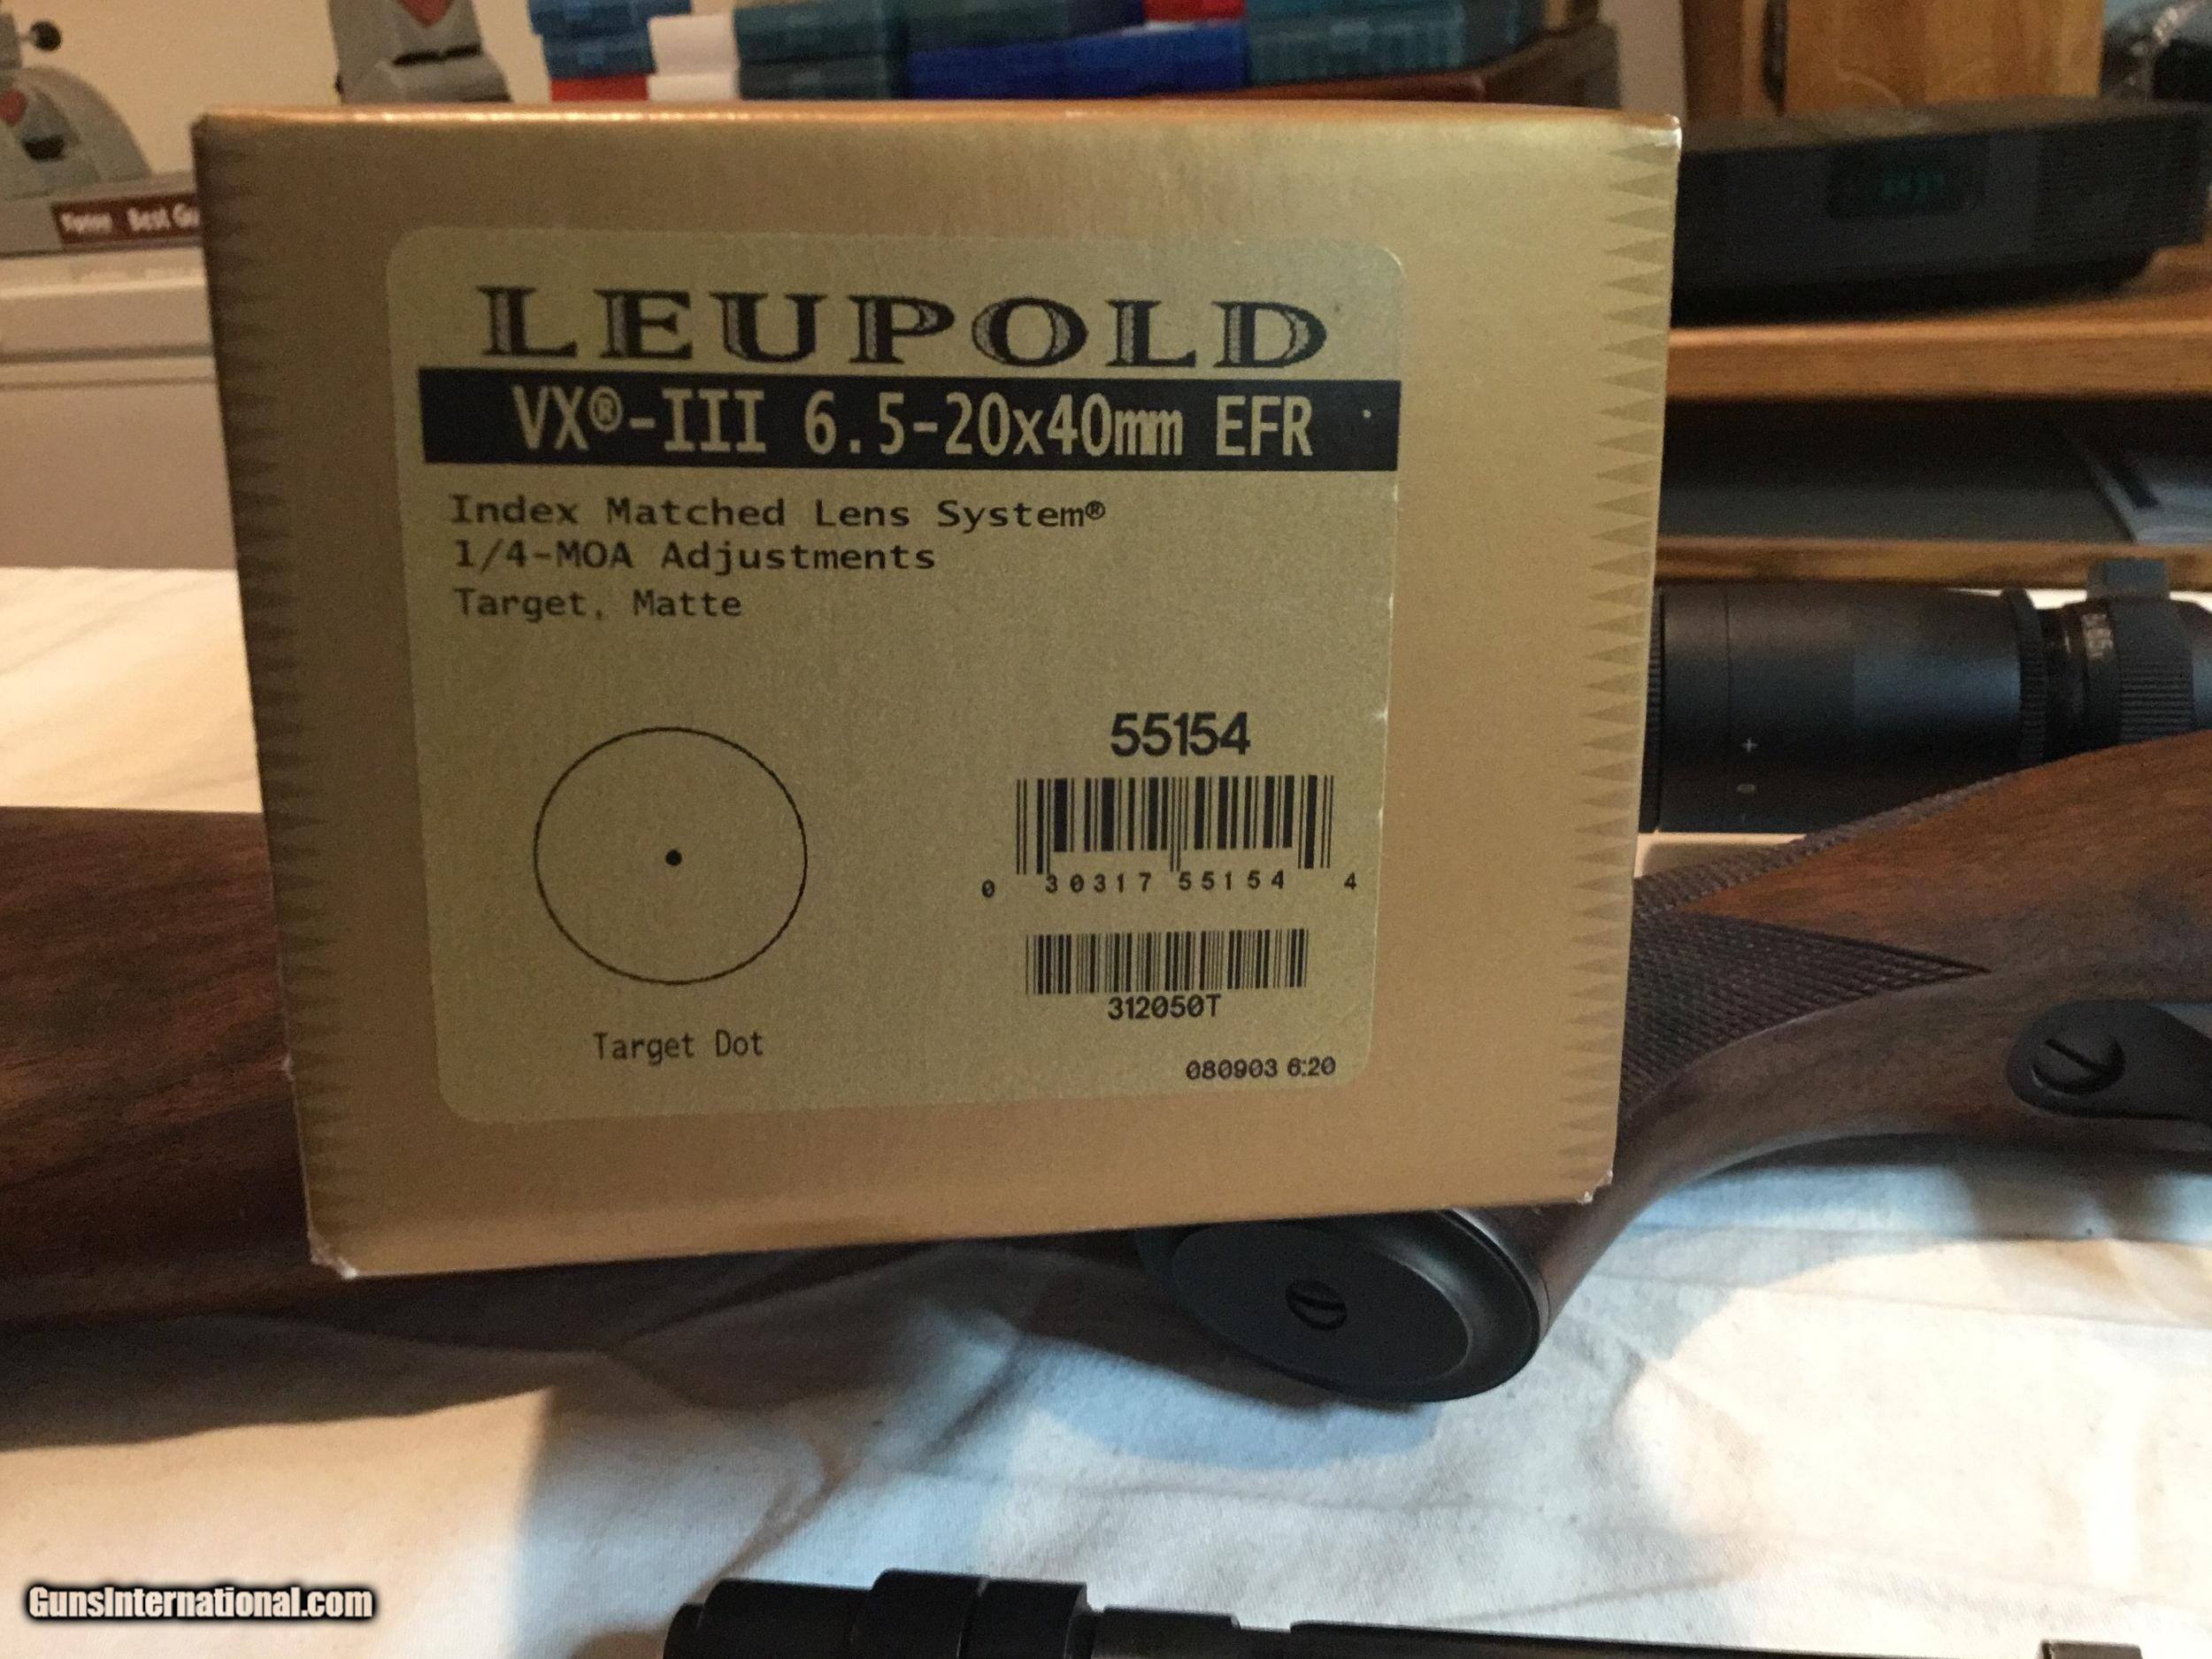 Best
LEUPOLD
VX®-III 6.5-20x40mm EFR
Index Matched Lens System®
1/4-MOA Adjustments
Target, Matte
55154
0 30317 55154 4
312050T
Target Dot
080903 6:20
GunsInternational.com